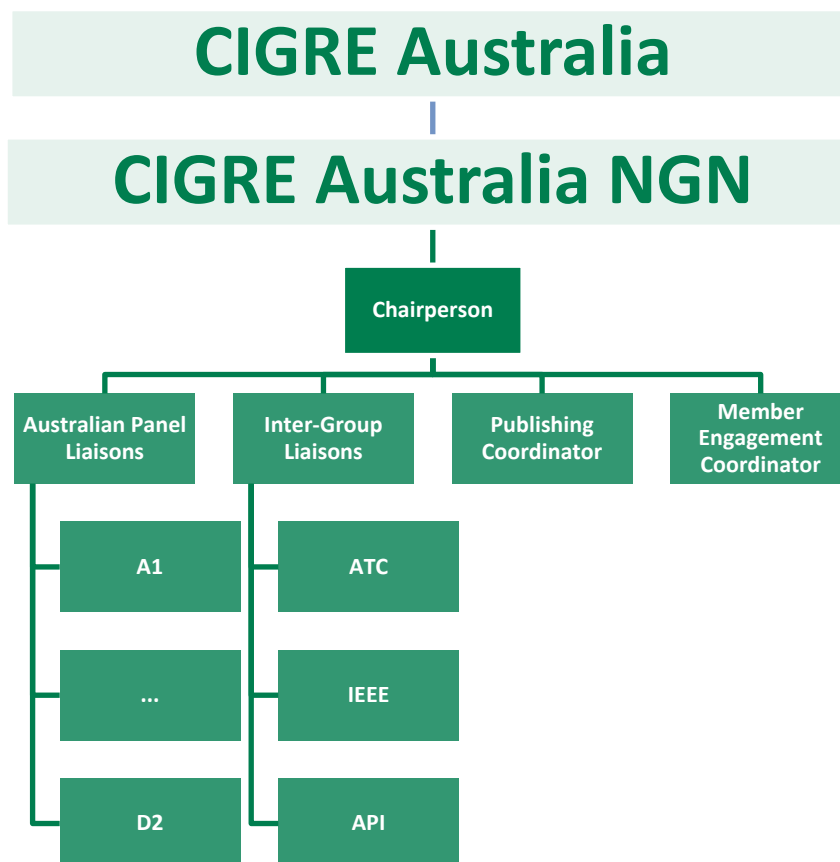 CIGRE Australia
CIGRE Australia NGN
Chairperson
Australian Panel
Liaisons
Inter-Group
Liaisons
Publishing
Coordinator
Member
Engagement
Coordinator
A1
ATC
...
IEEE
D2
API